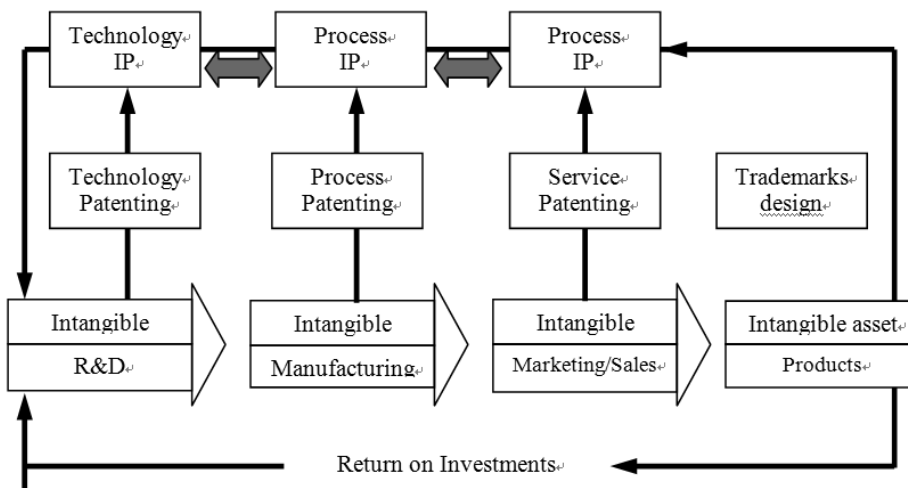 Technology
IP
Process
IP
Process
IP
Technology
Patenting
Process
Patenting
Service
Patenting
Trademarks
design
Intangible
R&D
Intangible
Manufacturing
Intangible
Marketing/Sales
Intangible asset
Products
Return on Investments